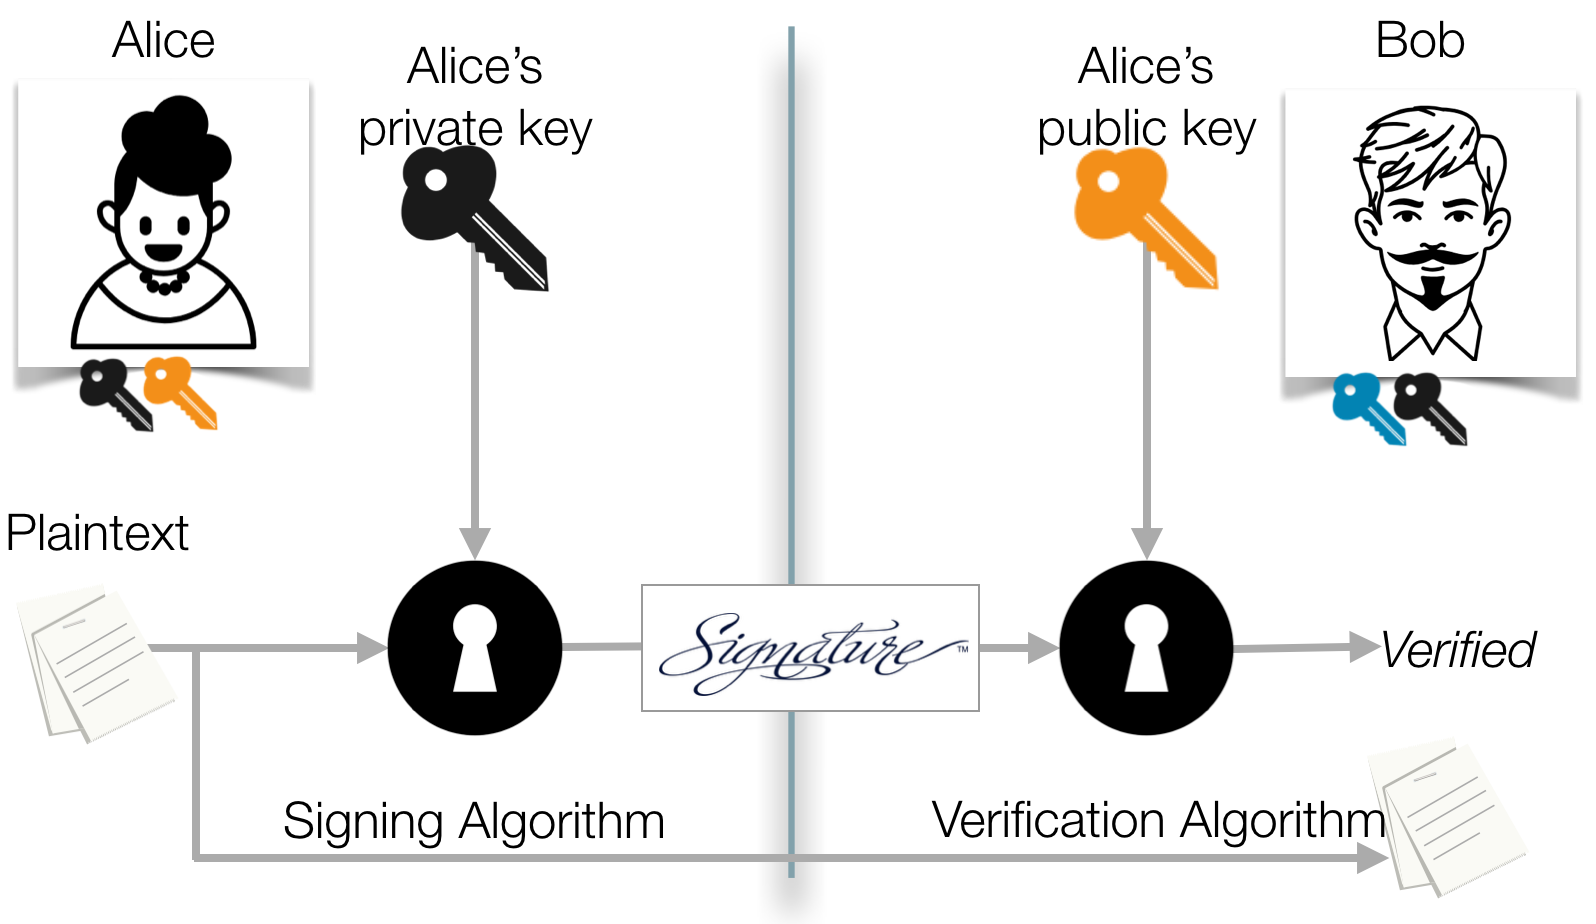 Alice
Alice's
private key
Alice's
public key
Bob
Plaintext
Signature™
Verified
Signing Algorithm
Verification Algorithm